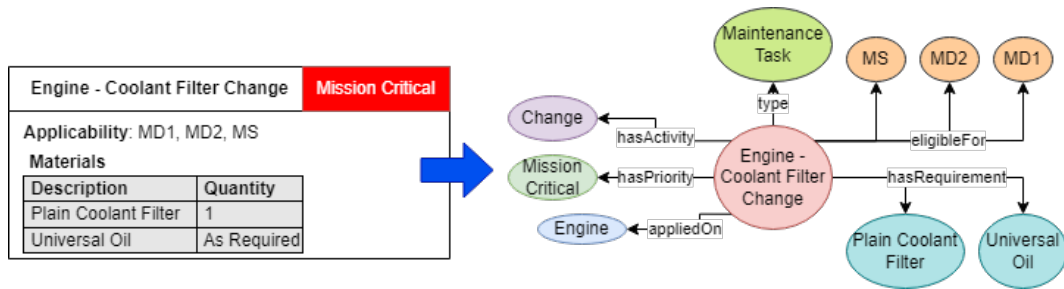 Engine - Coolant Filter Change
Mission Critical
Applicability: MD1, MD2, MS
Materials
Description Quantity
Plain Coolant Filter 1
Universal Oil As Required
Maintenance
Task
MS
MD2
MD1
type
Change
hasActivity
eligibleFor
Engine -
Coolant Filter
Change
Mission
Critical
hasPriority
hasRequirement
Engine
appliedOn
Plain Coolant
Filter
Universal
Oil